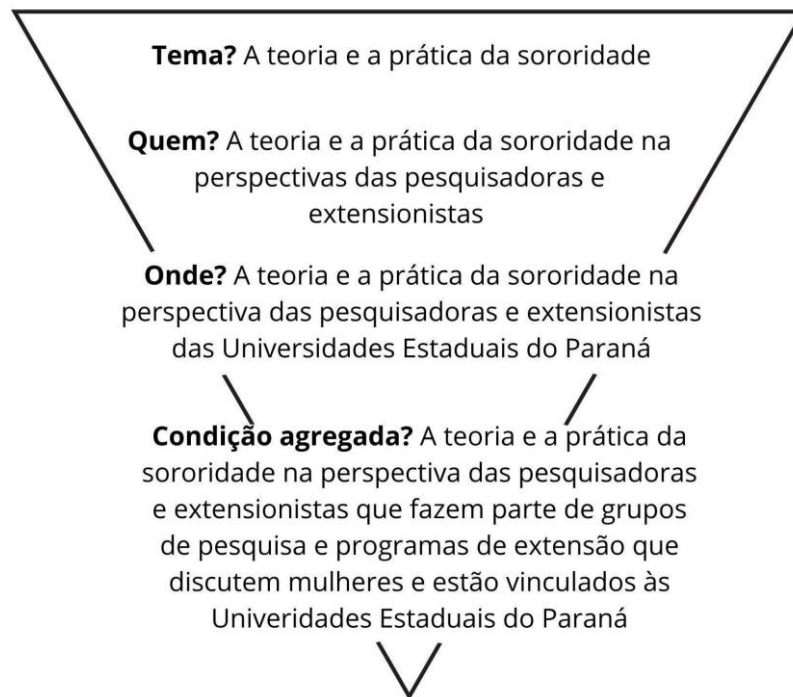 Tema? A teoria e a prática da sororidade
Quem? A teoria e a prática da sororidade na
perspectivas das pesquisadoras e
extensionistas
Onde? A teoria e a prática da sororidade na
perspectiva das pesquisadoras e extensionistas
das Universidades Estaduais do Paraná
Condição agregada? A teoria e a prática da
sororidade na perspectiva das pesquisadoras
e extensionistas que fazem parte de grupos
de pesquisa e programas de extensão que
discutem mulheres e estão vinculados às
Univeridades Estaduais do Paraná